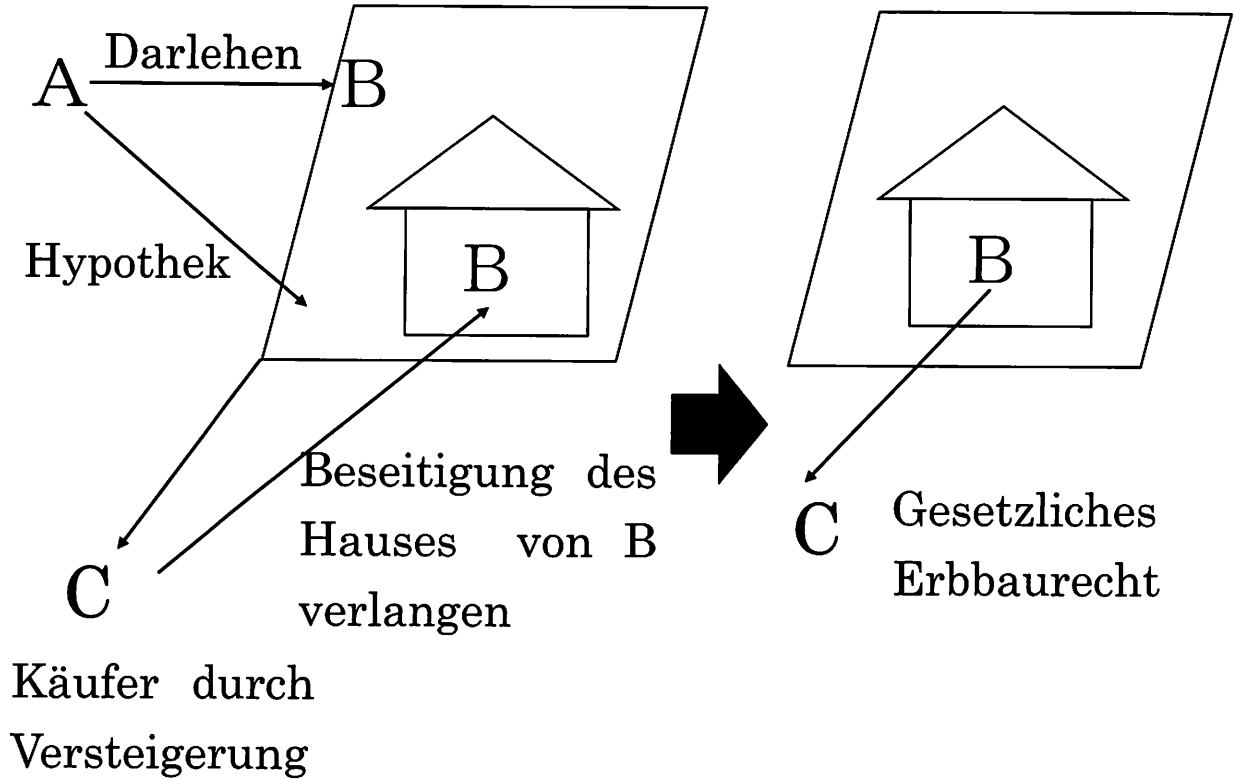 Darlehen
A
B
Hypothek
B
B
Beseitigung des
Hauses von B
verlangen
C
Käufer durch
Versteigerung
C
Gesetzliches
Erbbaurecht